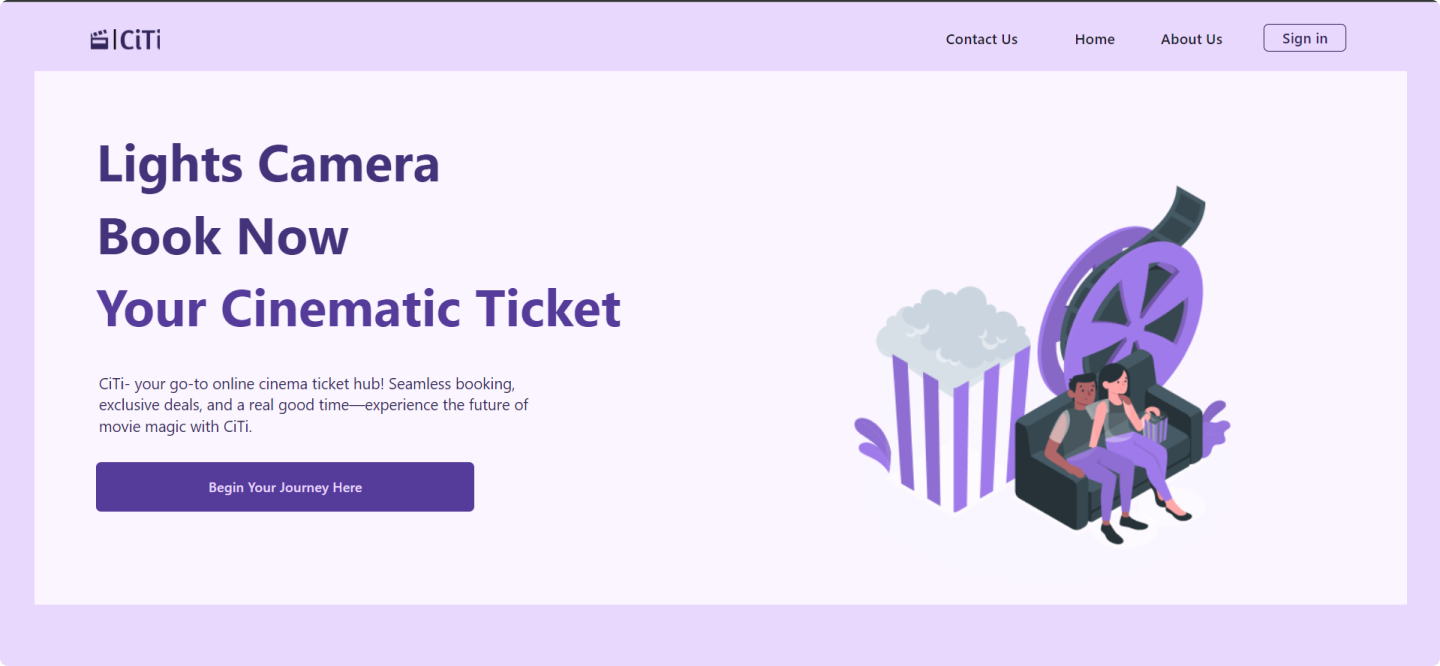 CiTi
Contact Us
Home
About Us
Sign in
Lights Camera
Book Now
Your Cinematic Ticket
CiTi- your go-to online cinema ticket hub! Seamless booking,
exclusive deals, and a real good time—experience the future of
movie magic with CiTi.
Begin Your Journey Here